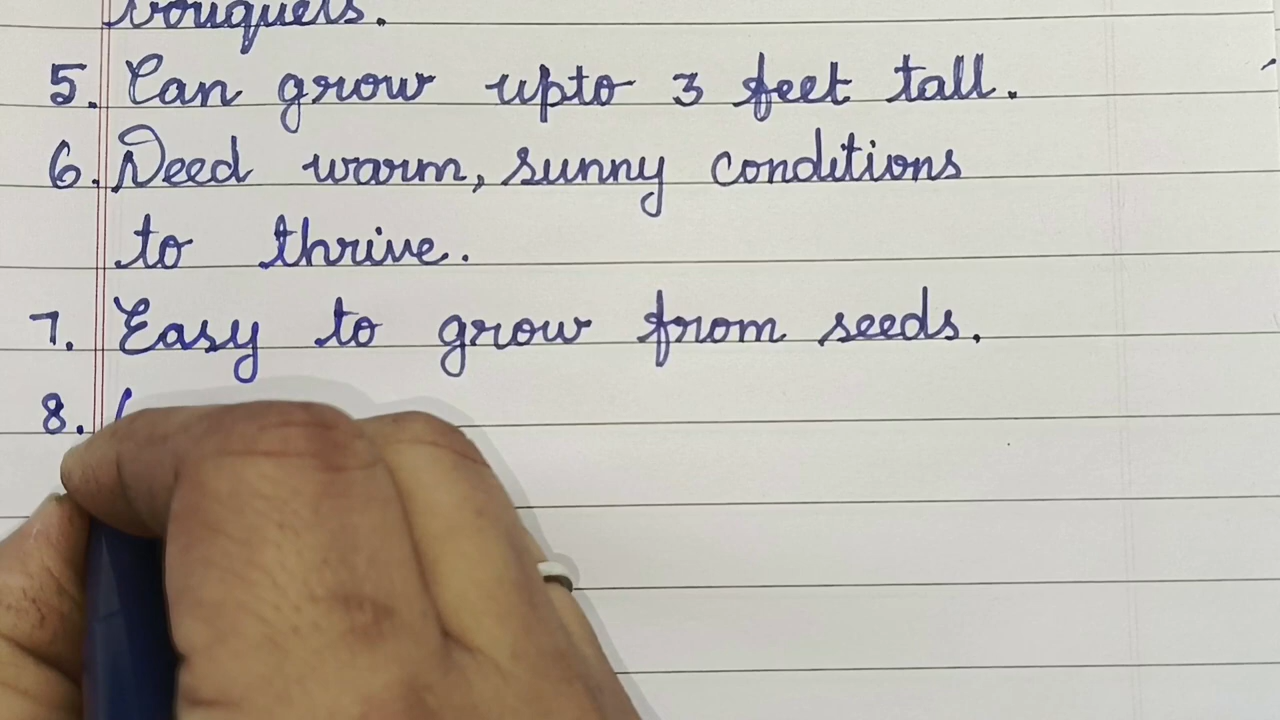 bouquets.
5. Can grow upto 3 feet tall.
6. Need warm, sunny conditions
to thrive.
7. Easy to grow from seeds.
8.